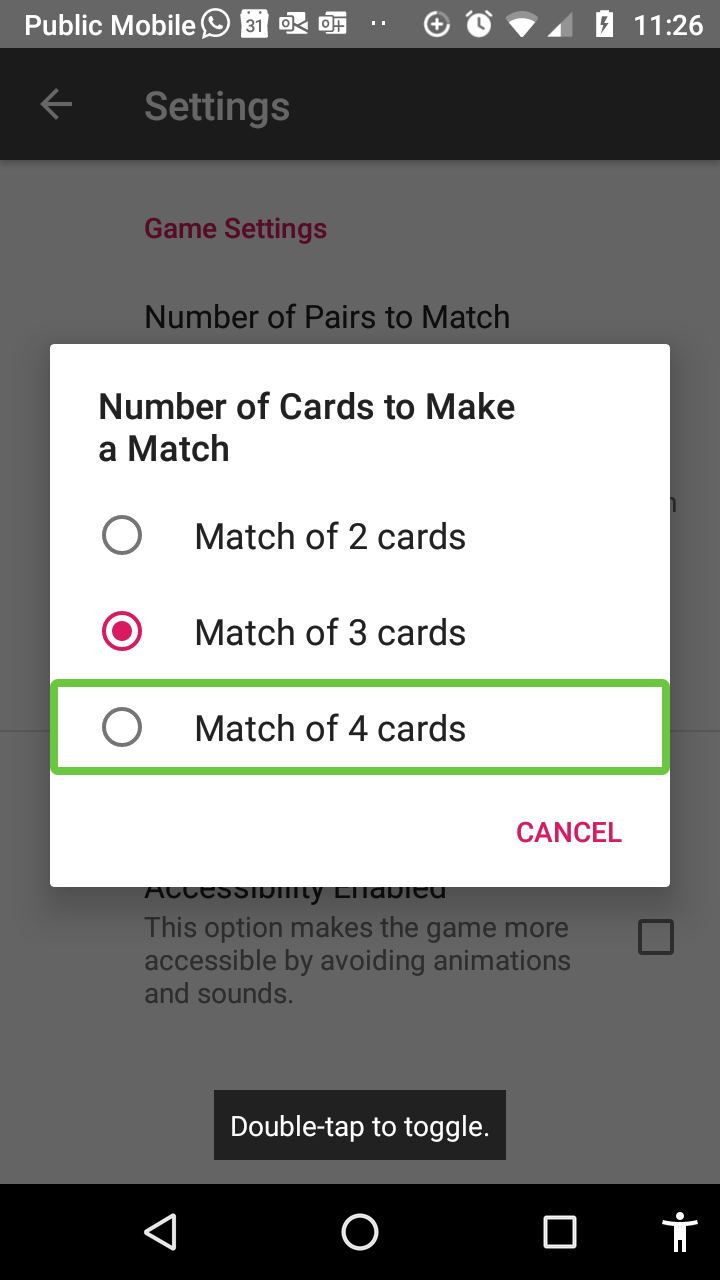 Public Mobile 31 11:26
Settings
Game Settings
Number of Pairs to Match
Number of Cards to Make
a Match
Match of 2 cards
Match of 3 cards
Match of 4 cards
CANCEL
Accessibility Enabled
This option makes the game more
accessible by avoiding animations
and sounds.
Double-tap to toggle.